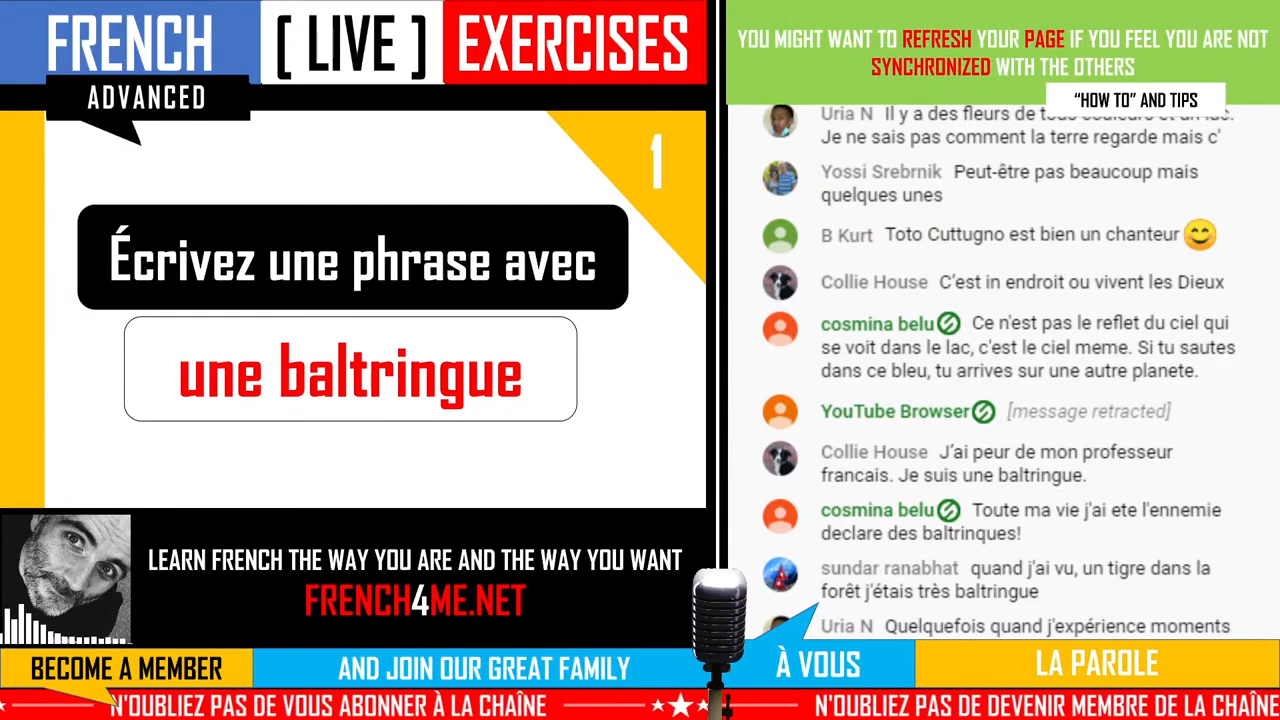 FRENCH
[ LIVE ]
EXERCISES
ADVANCED
1
Écrivez une phrase avec
une baltringue
LEARN FRENCH THE WAY YOU ARE AND THE WAY YOU WANT
FRENCH4ME.NET
BECOME A MEMBER
AND JOIN OUR GREAT FAMILY
YOU MIGHT WANT TO REFRESH YOUR PAGE IF YOU FEEL YOU ARE NOT
SYNCHRONIZED WITH THE OTHERS
“HOW TO” AND TIPS
Uria N Il y a des fleurs de tous couleurs et un lac.
Je ne sais pas comment la terre regarde mais c'
Yossi Srebrnik Peut-être pas beaucoup mais
quelques unes
B Kurt Toto Cuttugno est bien un chanteur 😊
Collie House C’est in endroit ou vivent les Dieux
cosmina belu Ce n'est pas le reflet du ciel qui
se voit dans le lac, c'est le ciel meme. Si tu sautes
dans ce bleu, tu arrives sur une autre planete.
YouTube Browser [message retracted]
Collie House J’ai peur de mon professeur
francais. Je suis une baltringue.
cosmina belu Toute ma vie j'ai ete l'ennemie
declare des baltrinques!
sundar ranabhat quand j'ai vu, un tigre dans la
forêt j'étais très baltringue
Uria N Quelquefois quand j'expérience moments
À VOUS
LA PAROLE
N'OUBLIEZ PAS DE VOUS ABONNER À LA CHAÎNE
N'OUBLIEZ PAS DE DEVENIR MEMBRE DE LA CHAÎNE